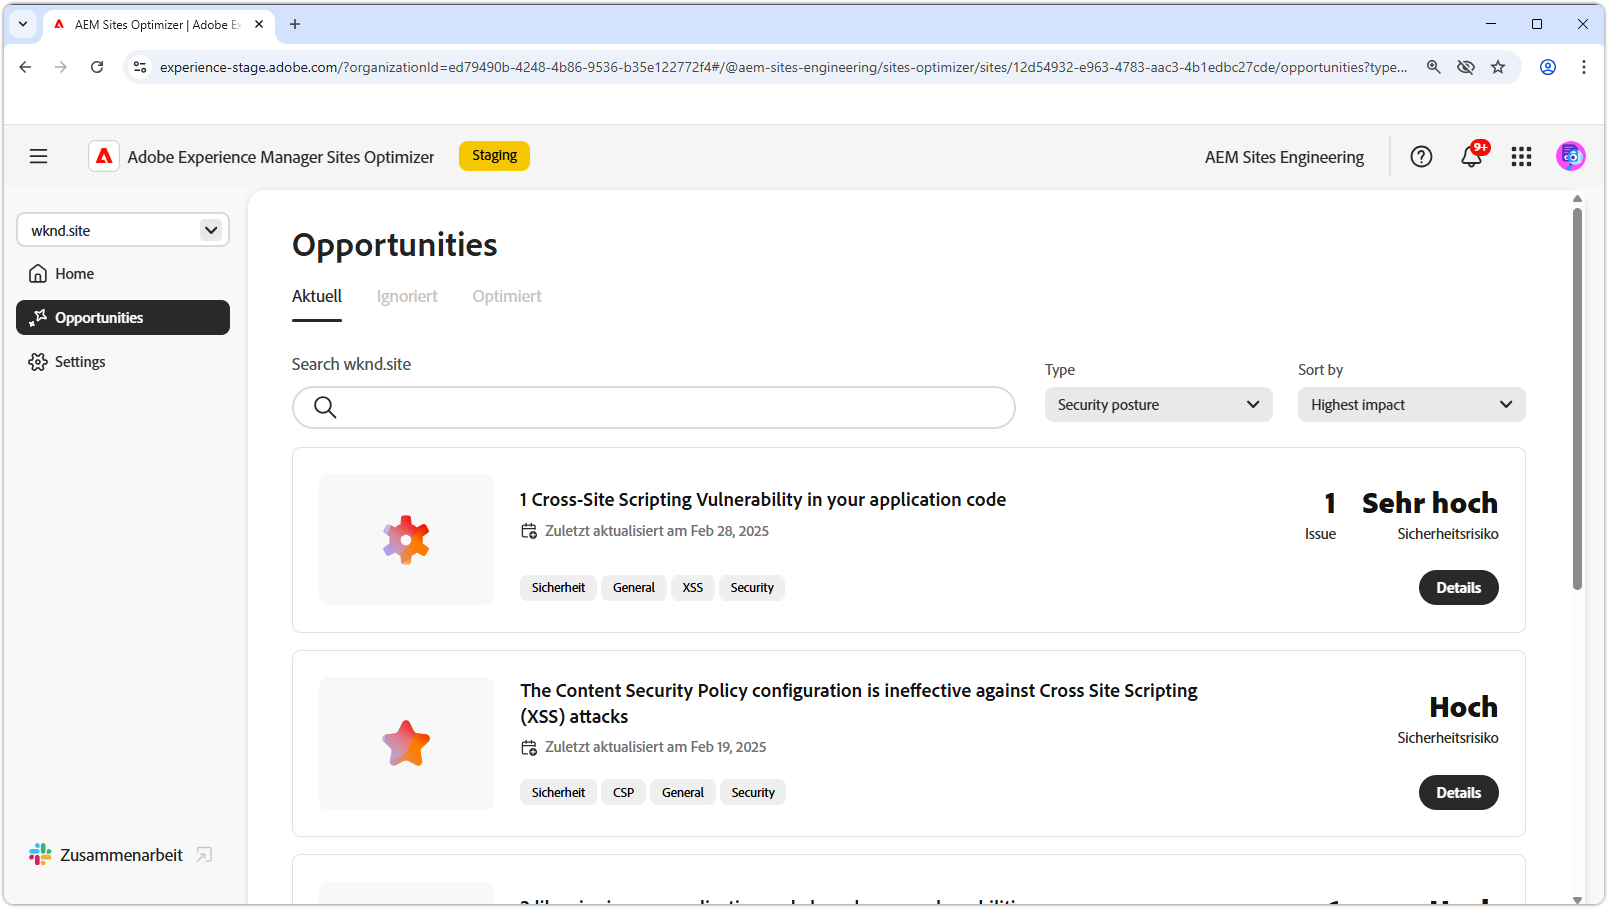 AEM Sites Optimizer | Adobe Ex
experience-stage.adobe.com/?organizationId=ed79490b-4248-4b86-9536-b35e122772f4#/@aem-sites-engineering/sites-optimizer/sites/12d54932-e963-4783-aac3-4b1edbc27cde/opportunities?type...
Adobe Experience Manager Sites Optimizer
Staging
AEM Sites Engineering
9+
wknd.site
Home
Opportunities
Settings
Zusammenarbeit
Opportunities
Aktuell Ignoriert Optimiert
Search wknd.site
Type
Security posture
Sort by
Highest impact
1 Cross-Site Scripting Vulnerability in your application code
Zuletzt aktualisiert am Feb 28, 2025
Sicherheit General XSS Security
1
Issue
Sehr hoch
Sicherheitsrisiko
Details
The Content Security Policy configuration is ineffective against Cross Site Scripting
(XSS) attacks
Zuletzt aktualisiert am Feb 19, 2025
Sicherheit CSP General Security
Hoch
Sicherheitsrisiko
Details